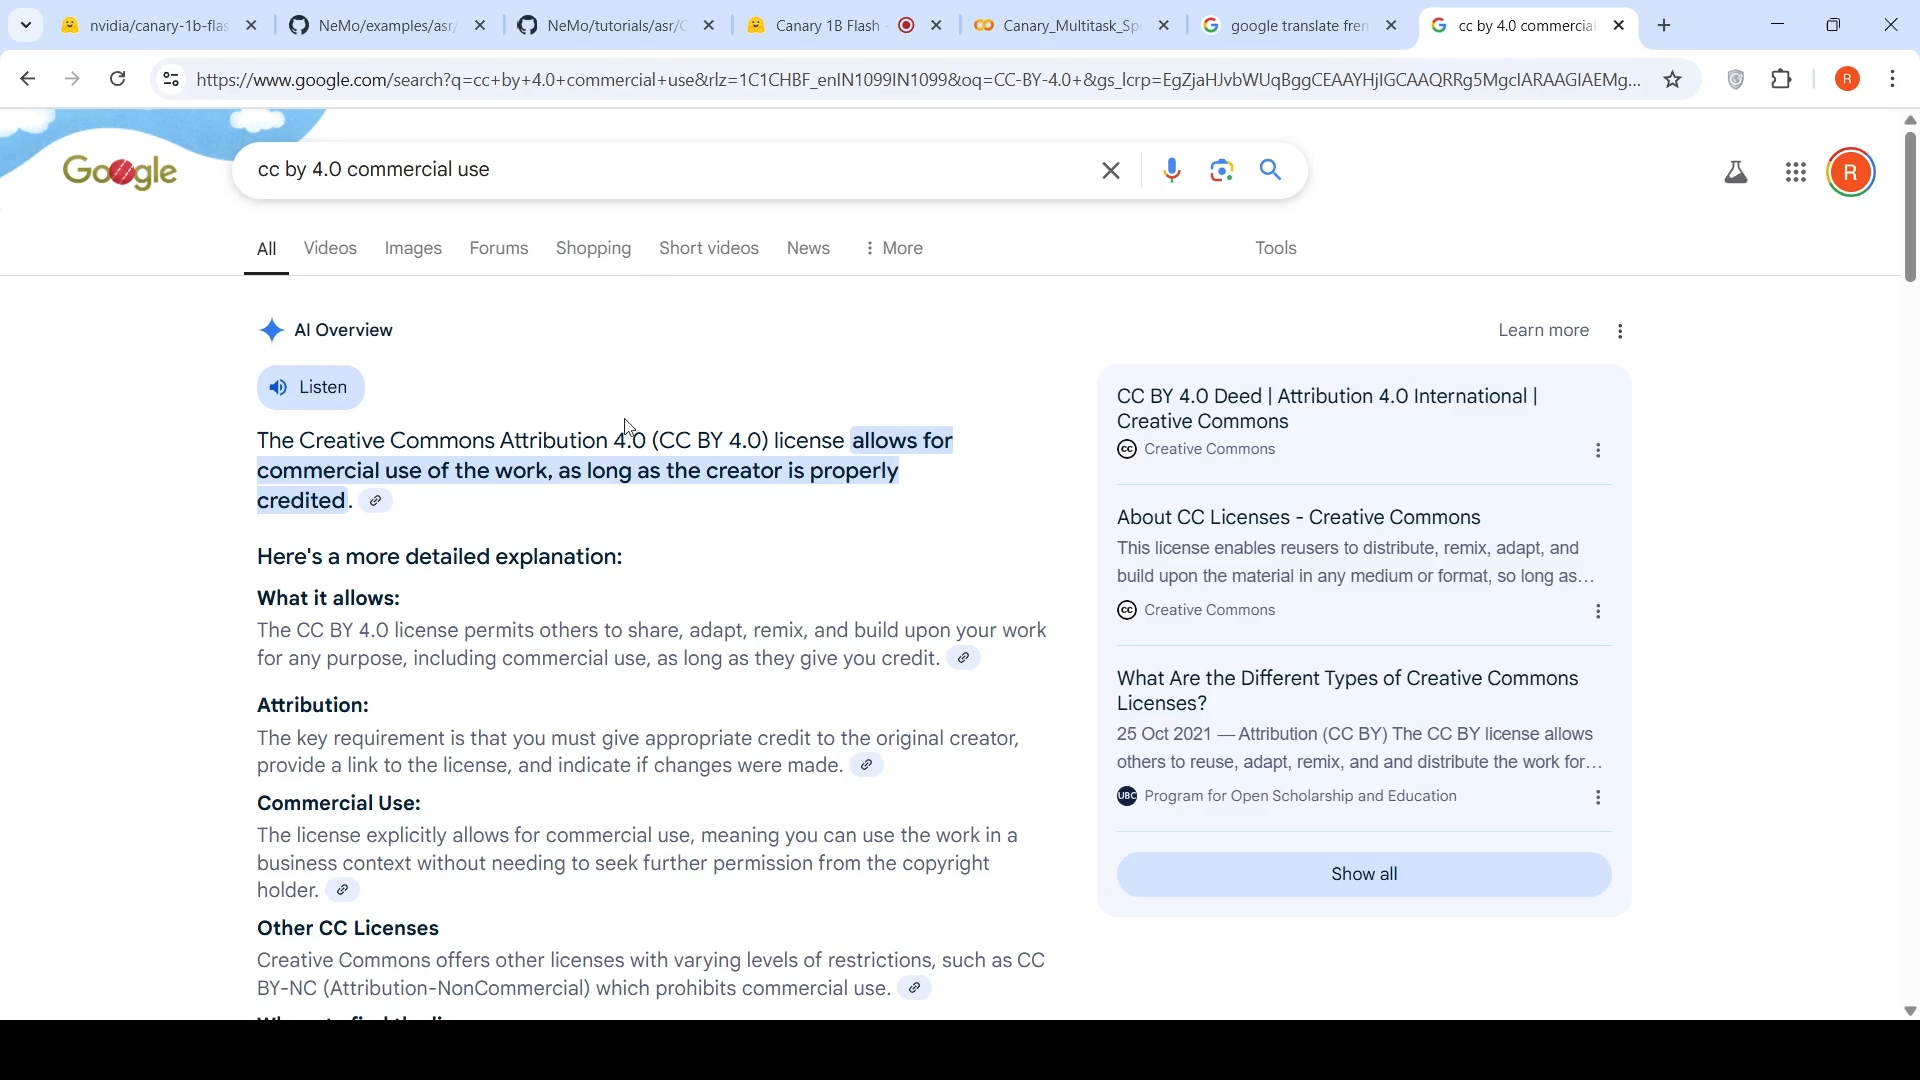 nvidia/canary-1b-flas
NeMo/examples/asr/
NeMo/tutorials/asr/C
Canary 1B Flash -
Canary_Multitask_Spe
google translate fren
cc by 4.0 commercial
https://www.google.com/search?q=cc+by+4.0+commercial+use&rlz=1C1CHBF_enIN1099IN1099&oq=CC-BY-4.0+&gs_lcrp=EgZjaHJvbWUqBggCEAAYHjIGCAAQRRg5MgcIARAAGIAEMg...
R
Google
cc by 4.0 commercial use
R
All
Videos
Images
Forums
Shopping
Short videos
News
More
Tools
AI Overview
Learn more
Listen
The Creative Commons Attribution 4.0 (CC BY 4.0) license allows for
commercial use of the work, as long as the creator is properly
credited.
Here's a more detailed explanation:
What it allows:
The CC BY 4.0 license permits others to share, adapt, remix, and build upon your work
for any purpose, including commercial use, as long as they give you credit.
Attribution:
The key requirement is that you must give appropriate credit to the original creator,
provide a link to the license, and indicate if changes were made.
Commercial Use:
The license explicitly allows for commercial use, meaning you can use the work in a
business context without needing to seek further permission from the copyright
holder.
Other CC Licenses
Creative Commons offers other licenses with varying levels of restrictions, such as CC
BY-NC (Attribution-NonCommercial) which prohibits commercial use.
CC BY 4.0 Deed | Attribution 4.0 International |
Creative Commons
cc Creative Commons
About CC Licenses - Creative Commons
This license enables reusers to distribute, remix, adapt, and
build upon the material in any medium or format, so long as...
cc Creative Commons
What Are the Different Types of Creative Commons
Licenses?
25 Oct 2021 — Attribution (CC BY) The CC BY license allows
others to reuse, adapt, remix, and and distribute the work for...
UBC Program for Open Scholarship and Education
Show all